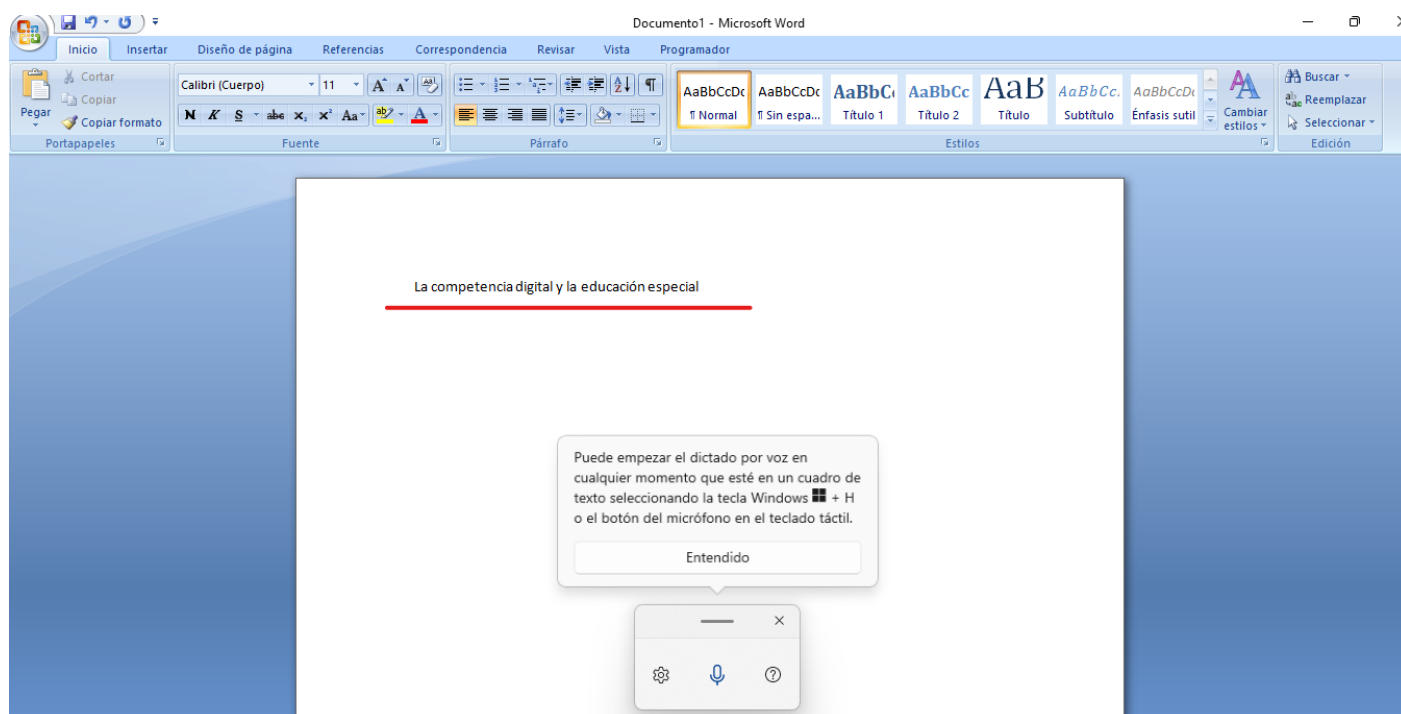 Documento1 - Microsoft Word
Inicio Insertar Diseño de página Referencias Correspondencia Revisar Vista Programador
Pegar
Cortar
Copiar
Copiar formato
Portapapeles
Calibri (Cuerpo) 11
N K S abc x₂ x² Aa
Fuente
Párrafo
AaBbCcDc AaBbCcDc AaBbC AaBbCc AaB AaBbCc. AaBbCcDc
¶ Normal ¶ Sin espa... Título 1 Título 2 Título Subtítulo Énfasis sutil
Cambiar
estilos
Estilos
Buscar
Reemplazar
Seleccionar
Edición
La competencia digital y la educación especial
Puede empezar el dictado por voz en
cualquier momento que esté en un cuadro de
texto seleccionando la tecla Windows + H
o el botón del micrófono en el teclado táctil.
Entendido